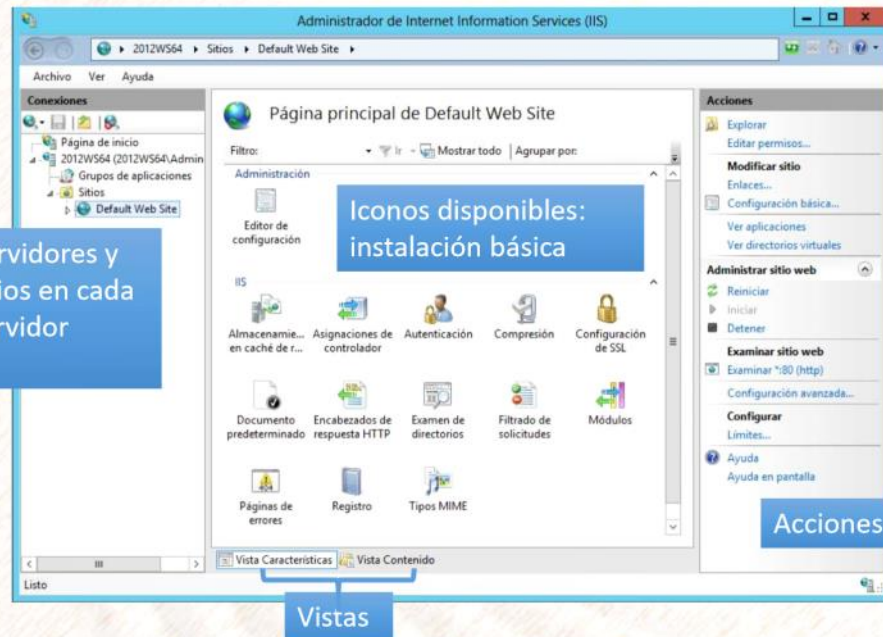 Administrador de Internet Information Services (IIS)
2012WS64 Sitios Default Web Site
Archivo Ver Ayuda
Conexiones
Página de inicio
2012WS64 (2012WS64\Admin
Grupos de aplicaciones
Sitios
Default Web Site
rvidores y
ios en cada
rvidor
Página principal de Default Web Site
Filtro: Ir Mostrar todo Agrupar por:
Administración
Editor de
configuración
Iconos disponibles:
instalación básica
IIS
Almacenamie...
en caché de r...
Asignaciones de
controlador
Autenticación
Compresión
Configuración
de SSL
Documento
predeterminado
Encabezados de
respuesta HTTP
Examen de
directorios
Filtrado de
solicitudes
Módulos
Páginas de
errores
Registro
Tipos MIME
Vista Características Vista Contenido
Vistas
Acciones
Explorar
Editar permisos...
Modificar sitio
Enlaces...
Configuración básica...
Ver aplicaciones
Ver directorios virtuales
Administrar sitio web
Reiniciar
Iniciar
Detener
Examinar sitio web
Examinar *:80 (http)
Configuración avanzada...
Configurar
Límites...
Ayuda
Ayuda en pantalla
Acciones
Listo